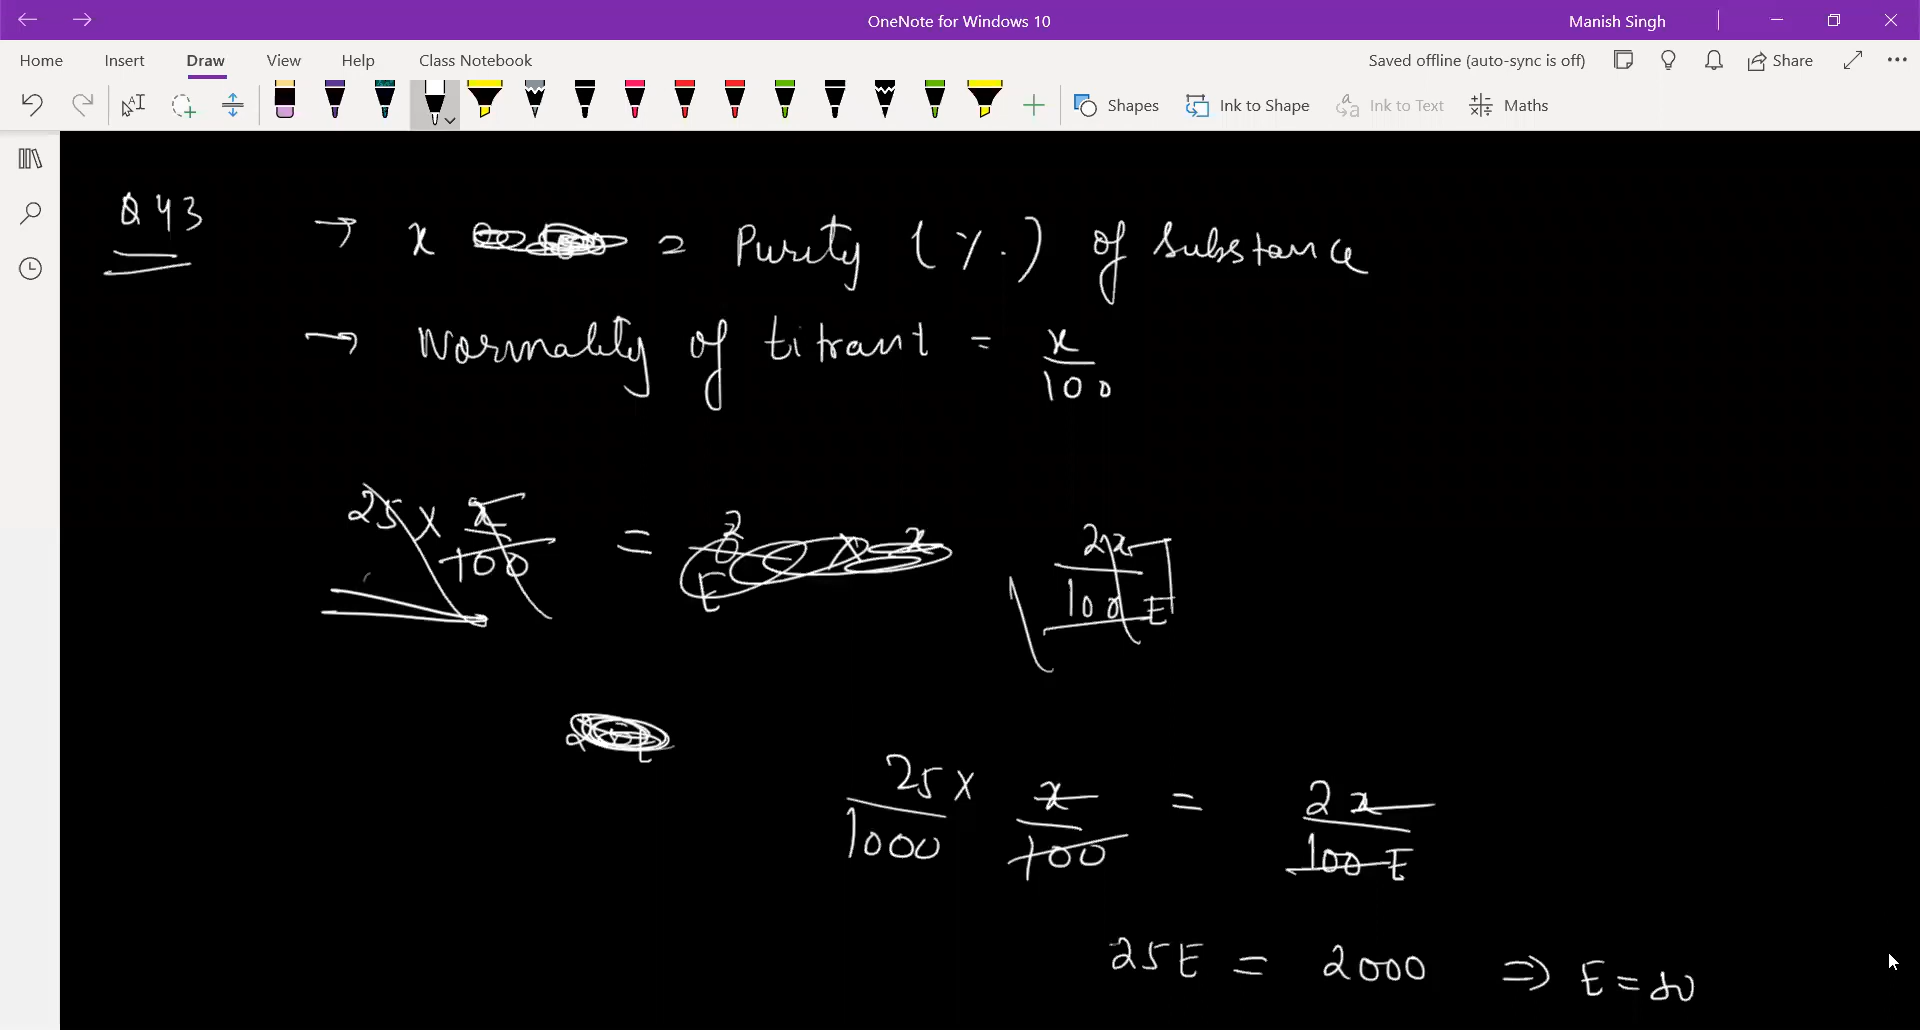 OneNote for Windows 10
Manish Singh
Home Insert Draw View Help Class Notebook
Saved offline (auto-sync is off) Share
Shapes Ink to Shape Ink to Text Maths
Q 43
→ x = Purity (%.) of substance
→ Normality of titrant = x/100
25 × x/100 = 2x/100 E
25/1000 × x/100 = 2x/100 E
25E = 2000 ⇒ E = 80